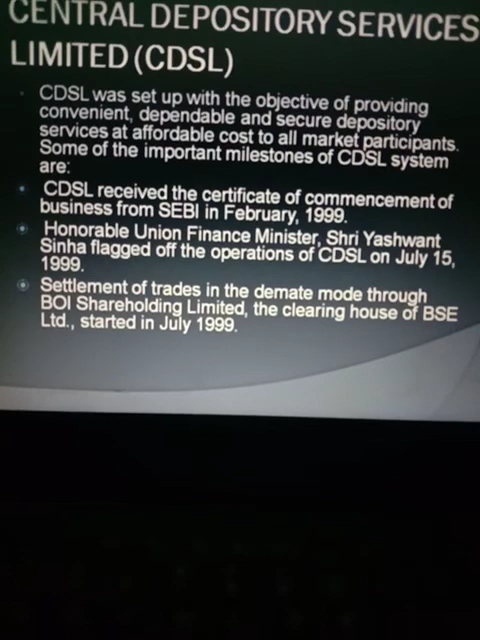 CENTRAL DEPOSITORY SERVICES
LIMITED (CDSL)
CDSL was set up with the objective of providing
convenient, dependable and secure depository
services at affordable cost to all market participants.
Some of the important milestones of CDSL system
are:
CDSL received the certificate of commencement of
business from SEBI in February, 1999.
Honorable Union Finance Minister, Shri Yashwant
Sinha flagged off the operations of CDSL on July 15,
1999.
Settlement of trades in the demate mode through
BOI Shareholding Limited, the clearing house of BSE
Ltd., started in July 1999.